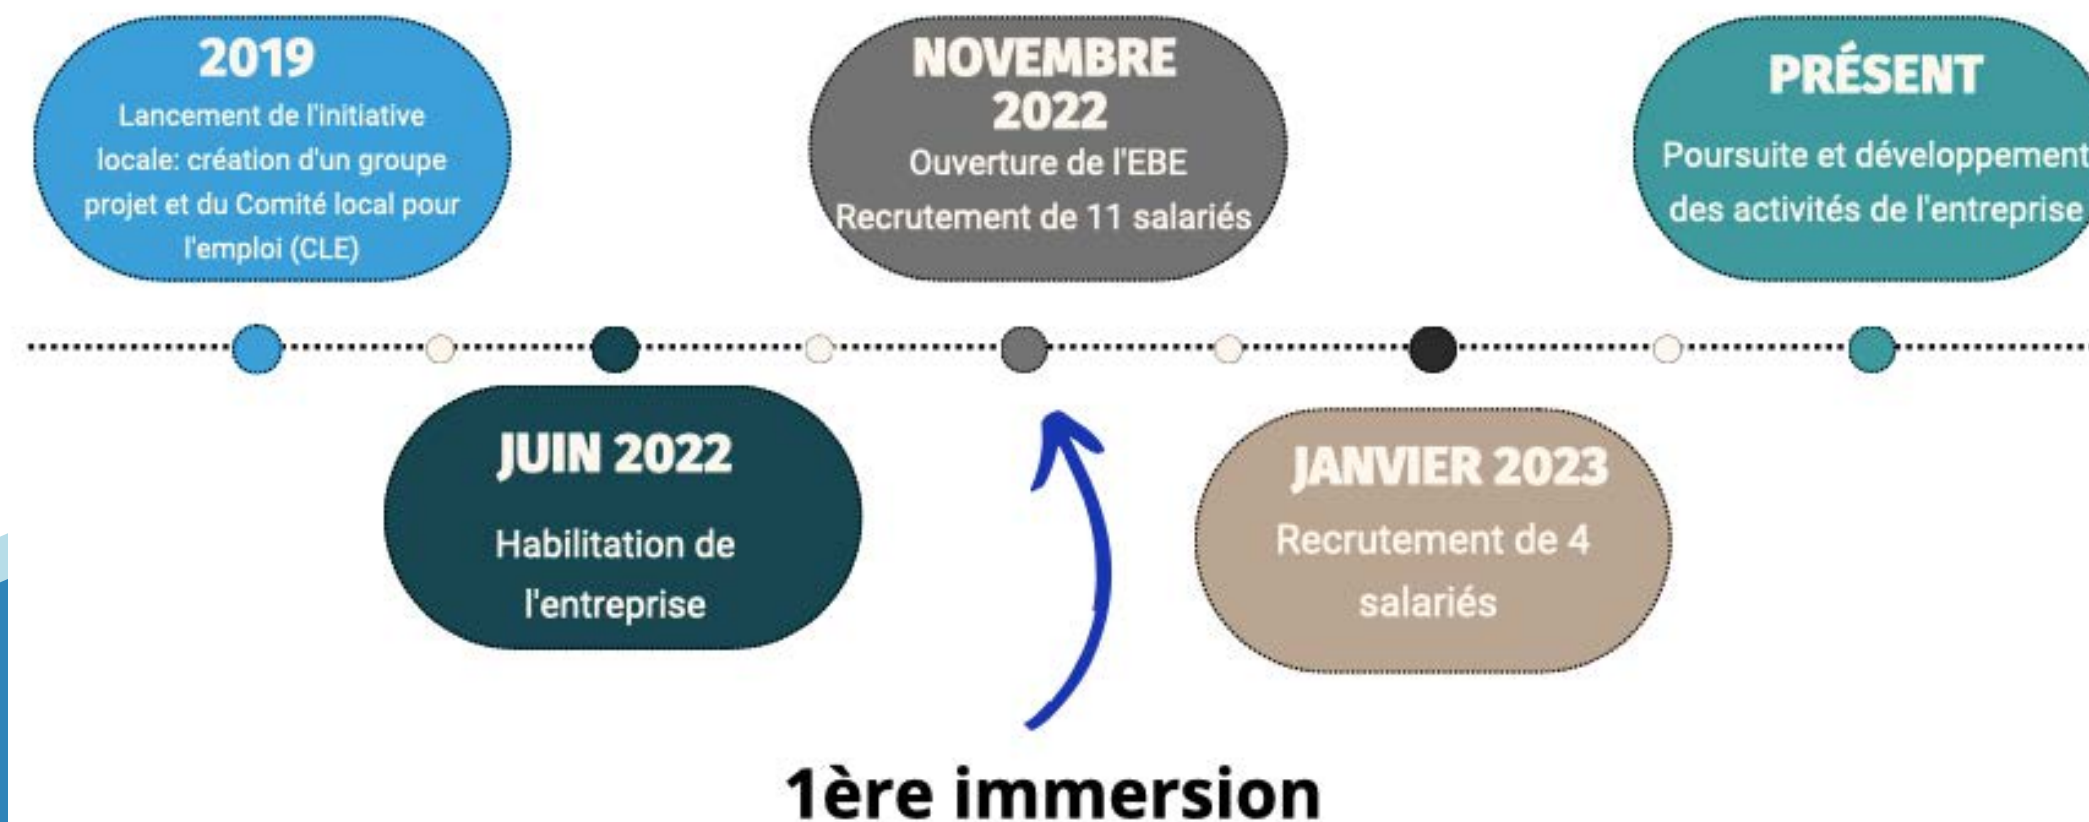 2019
Lancement de l'initiative
locale: création d'un groupe
projet et du Comité local pour
l'emploi (CLE)
JUIN 2022
Habilitation de
l'entreprise
NOVEMBRE
2022
Ouverture de l'EBE
Recrutement de 11 salariés
1ère immersion
JANVIER 2023
Recrutement de 4
salariés
PRÉSENT
Poursuite et développement
des activités de l'entreprise